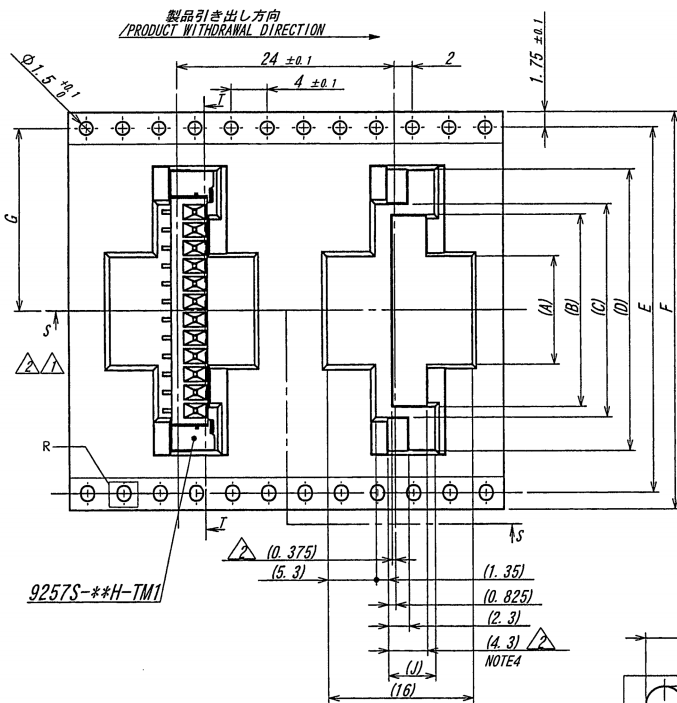 製品引き出し方向
/PRODUCT WITHDRAWAL DIRECTION
Φ1.5 +0.1 0
24 ±0.1
2
1.75 ±0.1
4 ±0.1
T
G
(A)
(B)
(C)
(D)
E
F
S
2 1
R
T
S
2 (0.375)
(5.3)
(1.35)
(0.825)
(2.3)
(4.3) 2
NOTE4
(J)
(16)
9257S-**H-TM1